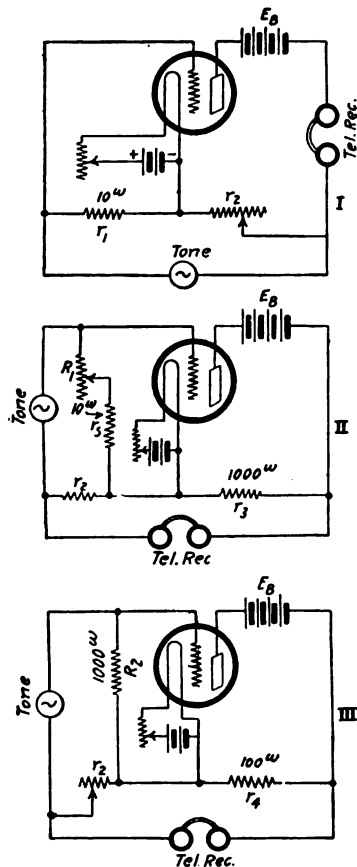 E_B
Tel. Rec.
+ -
10^ω
r_1
r_2
I
Tone
E_B
Tone
R_1
10^ω
r_5
II
1000^ω
r_2
r_3
Tel. Rec
E_B
1000^ω
R_2
Tone
III
r_2
100^ω
r_4
Tel. Rec.